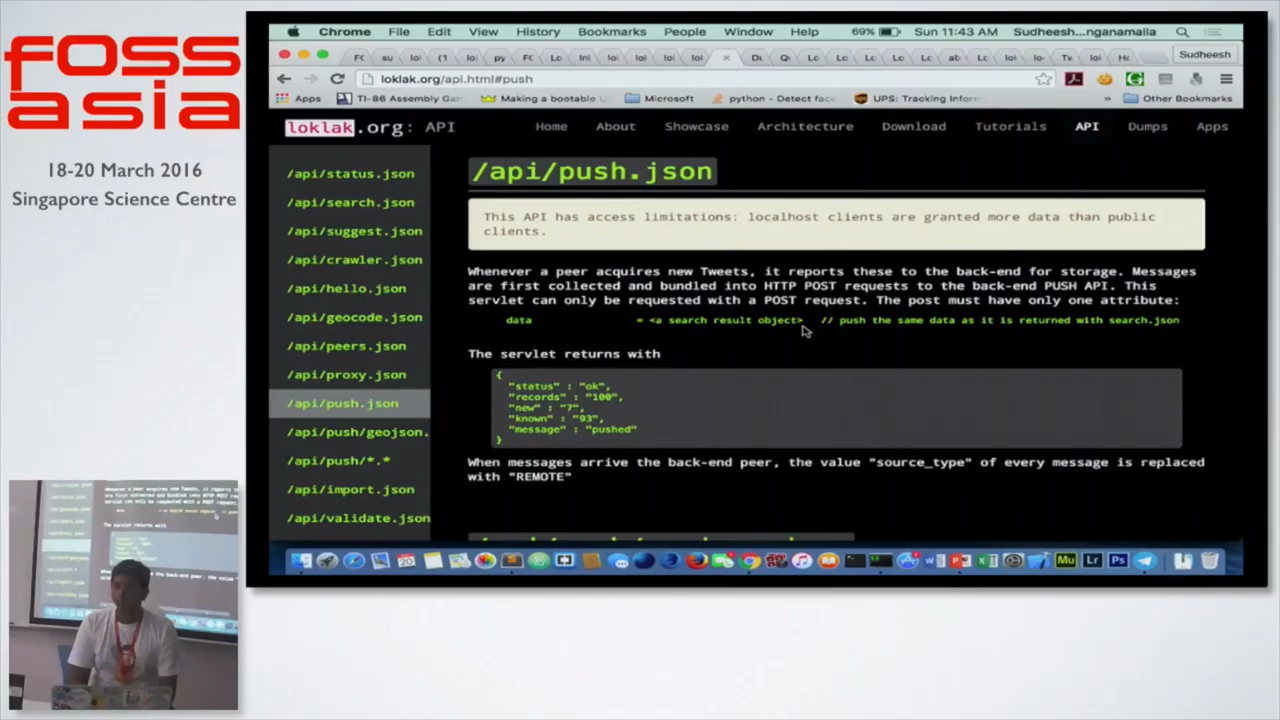 foss
asia
18-20 March 2016
Singapore Science Centre
Chrome File Edit View History Bookmarks People Window Help 69% Sun 11:43 AM Sudheesh...nganamalla
Sudheesh
loklak.org/api.html#push
Apps TI-86 Assembly Gar Making a bootable Microsoft python - Detect face UPS: Tracking Infor » Other Bookmarks
loklak.org: API Home About Showcase Architecture Download Tutorials API Dumps Apps
/api/status.json
/api/search.json
/api/suggest.json
/api/crawler.json
/api/hello.json
/api/geocode.json
/api/peers.json
/api/proxy.json
/api/push.json
/api/push/geojson.
/api/push/*.*
/api/import.json
/api/validate.json
/api/push.json
This API has access limitations: localhost clients are granted more data than public
clients.
Whenever a peer acquires new Tweets, it reports these to the back-end for storage. Messages
are first collected and bundled into HTTP POST requests to the back-end PUSH API. This
servlet can only be requested with a POST request. The post must have only one attribute:
data = <a search result object> // push the same data as it is returned with search.json
The servlet returns with
{
"status" : "ok",
"records" : "100",
"new" : "7",
"known" : "93",
"message" : "pushed"
}
When messages arrive the back-end peer, the value "source_type" of every message is replaced
with "REMOTE"
Mu Lr Ps